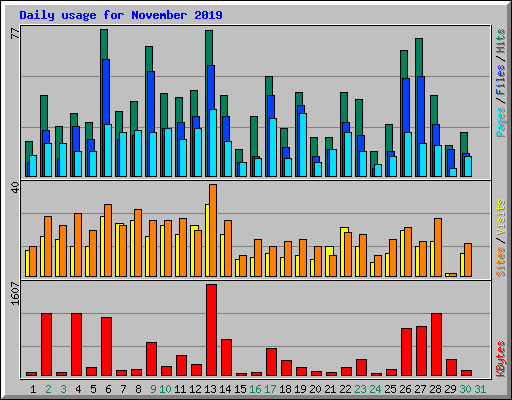 Daily usage for November 2019
77
Pages / Files / Hits
40
Sites / Visits
1607
KBytes
1 2 3 4 5 6 7 8 9 10 11 12 13 14 15 16 17 18 19 20 21 22 23 24 25 26 27 28 29 30 31